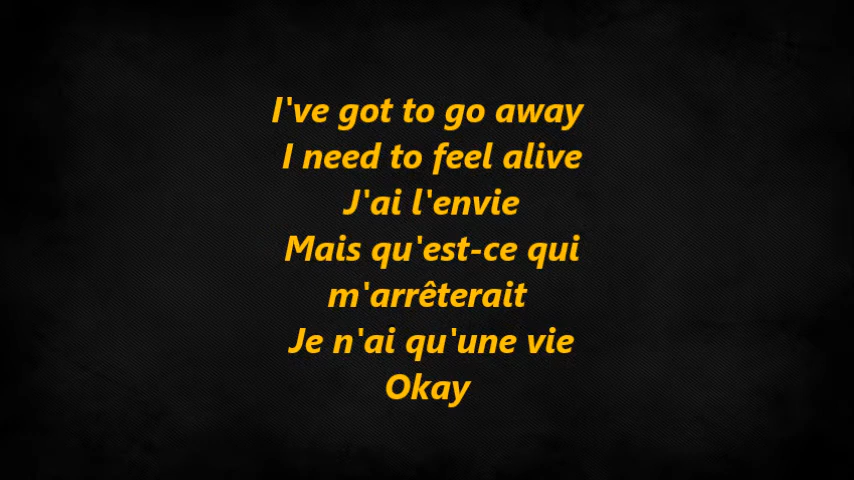 I've got to go away
I need to feel alive
J'ai l'envie
Mais qu'est-ce qui
m'arrêterait
Je n'ai qu'une vie
Okay